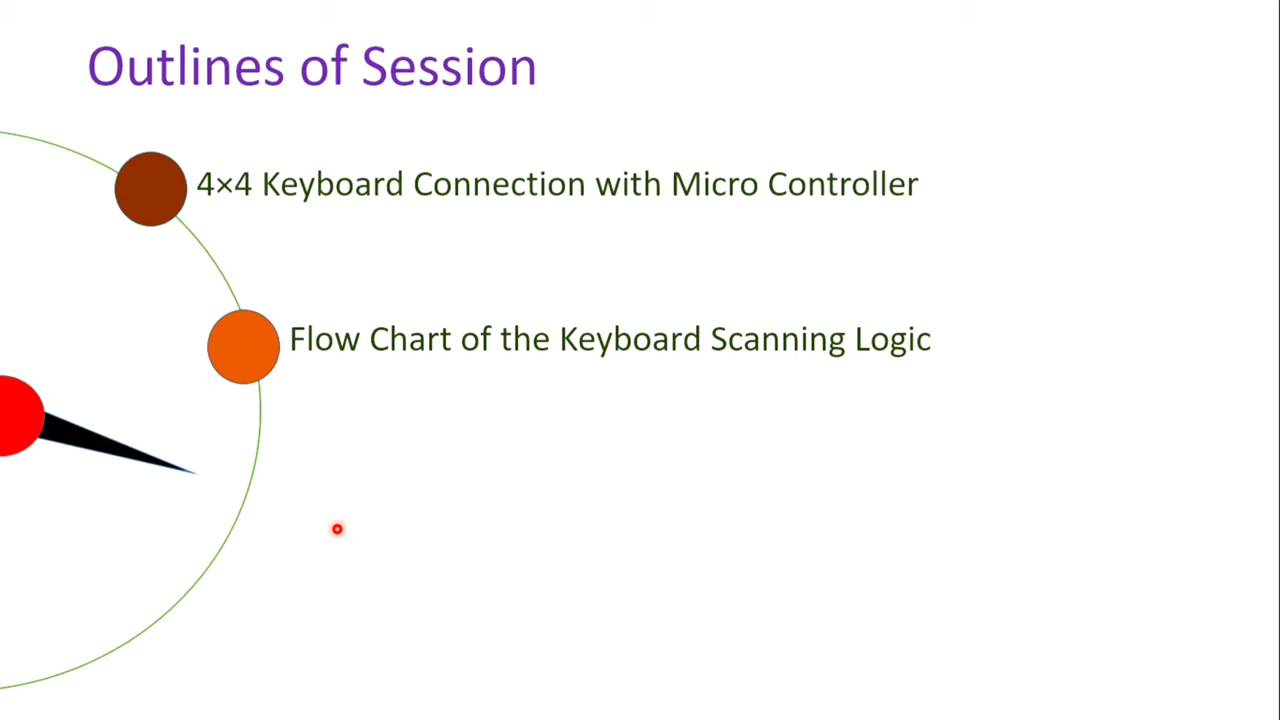 Outlines of Session
4×4 Keyboard Connection with Micro Controller
Flow Chart of the Keyboard Scanning Logic